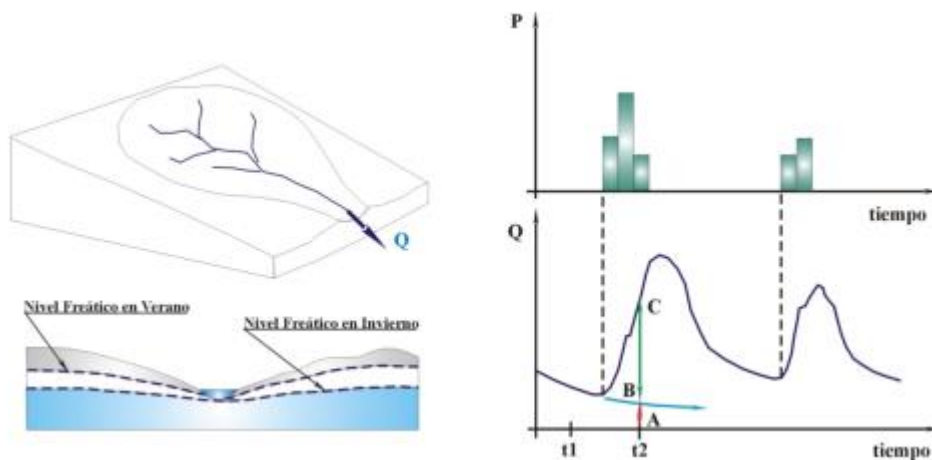 Q
Nivel Freático en Verano
Nivel Freático en Invierno
P
tiempo
Q
C
B
A
t1
t2
tiempo